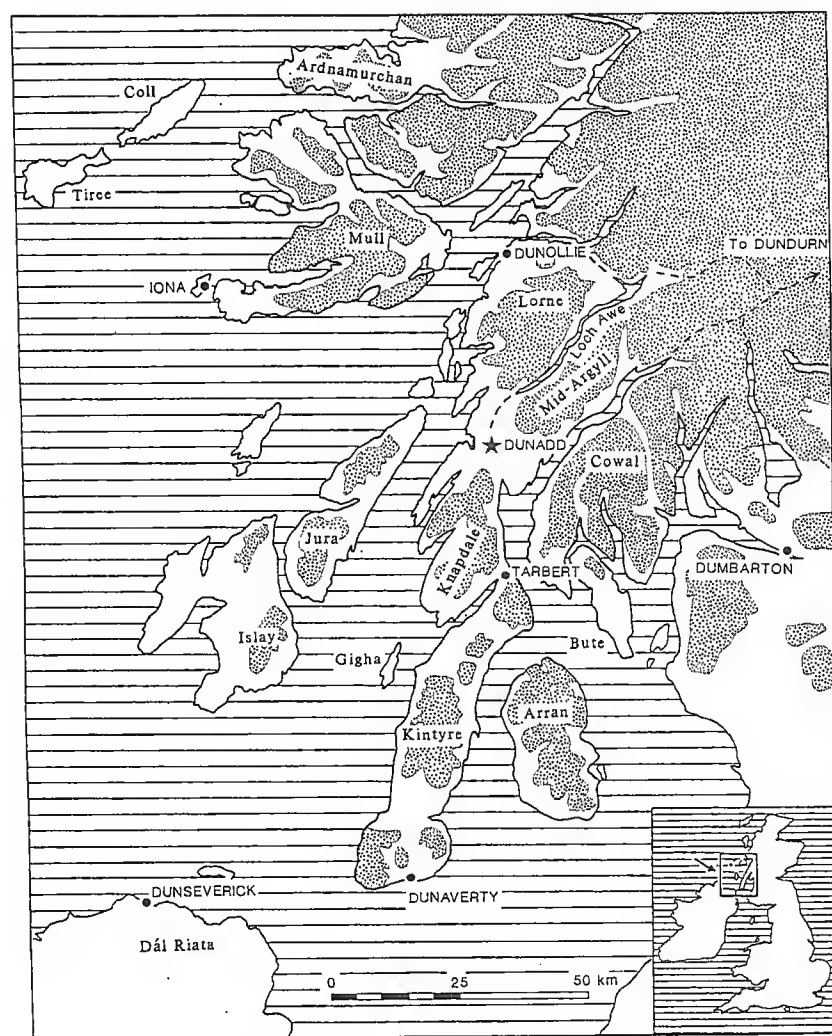 Ardnamurchan
Coll
Tiree
Mull
DUNOLLIE
To DUNDURN
IONA
Lorne
Loch Awe
Mid-Argyll
DUNADD
Cowal
Jura
Knapdale
TARBERT
DUMBARTON
Islay
Gigha
Bute
Arran
Kintyre
DUNSEVERICK
DUNAVERTY
Dál Riata
0 25 50 km